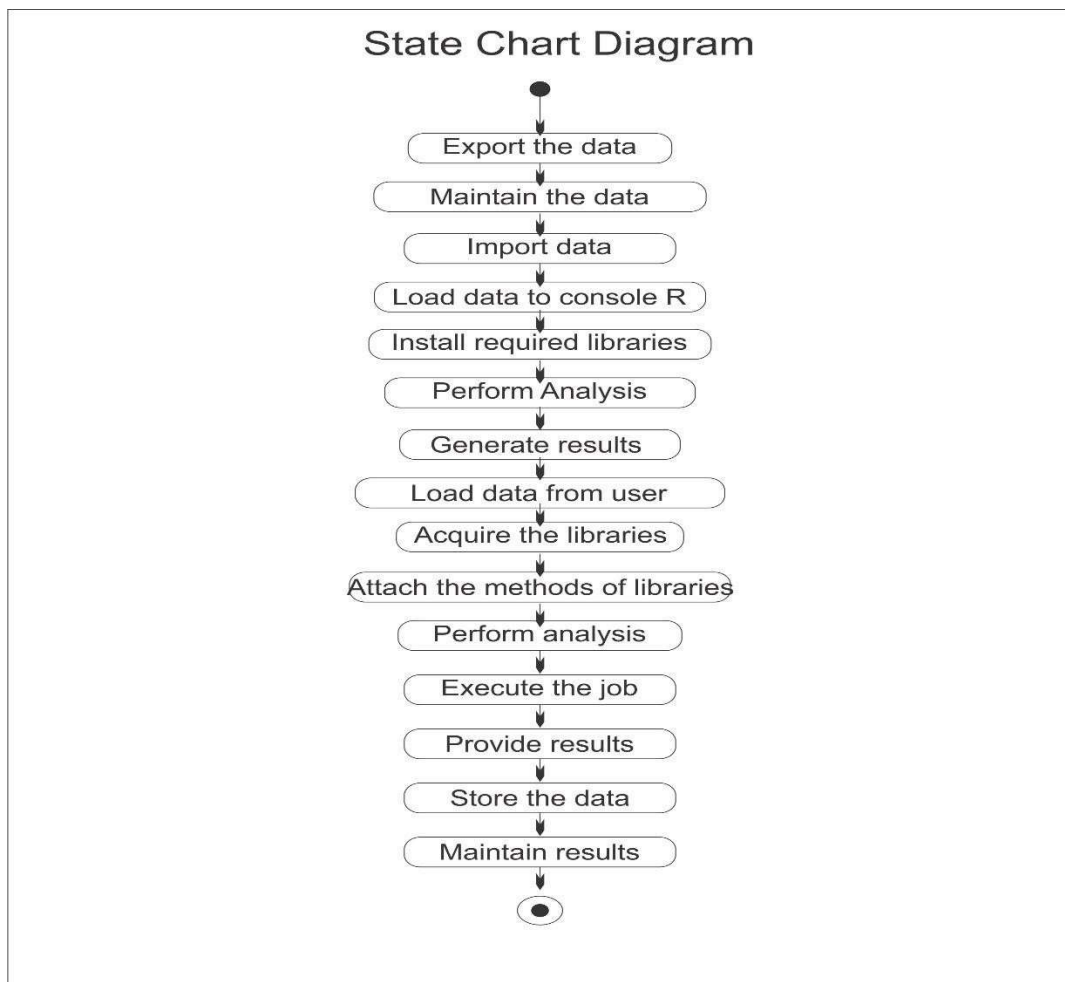 State Chart Diagram
Export the data
Maintain the data
Import data
Load data to console R
Install required libraries
Perform Analysis
Generate results
Load data from user
Acquire the libraries
Attach the methods of libraries
Perform analysis
Execute the job
Provide results
Store the data
Maintain results